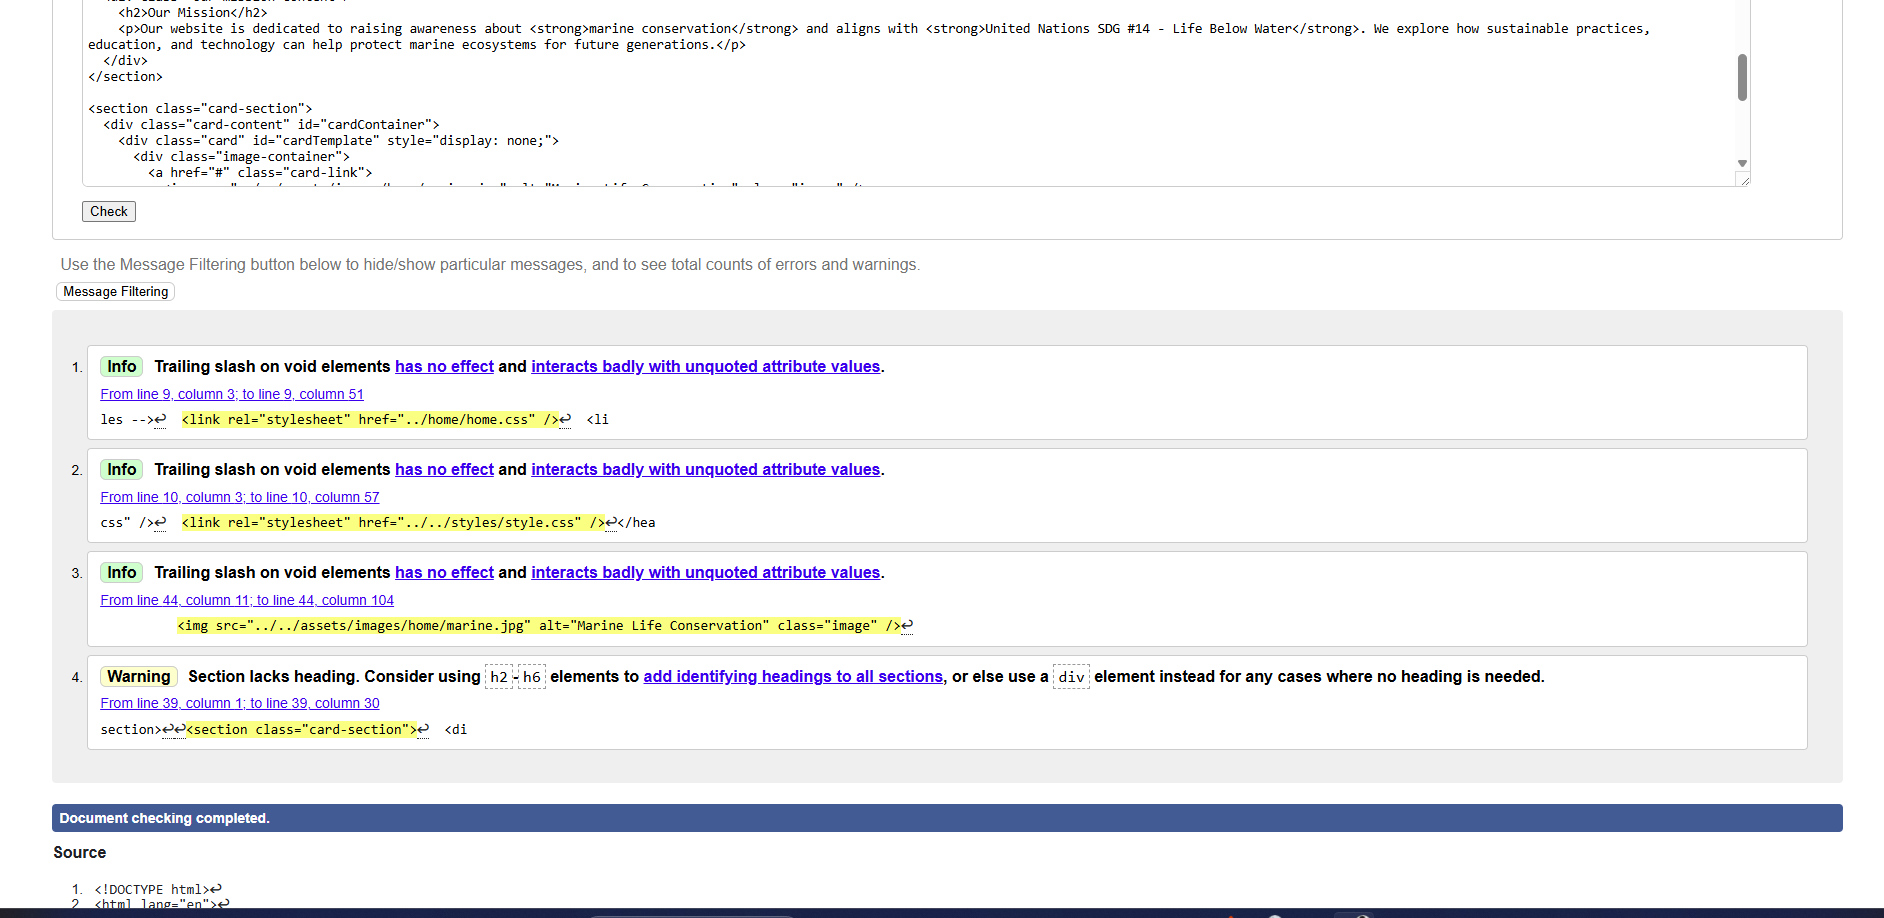 <h2>Our Mission</h2>
<p>Our website is dedicated to raising awareness about <strong>marine conservation</strong> and aligns with <strong>United Nations SDG #14 - Life Below Water</strong>. We explore how sustainable practices,
education, and technology can help protect marine ecosystems for future generations.</p>
</div>
</section>
<section class="card-section">
<div class="card-content" id="cardContainer">
<div class="card" id="cardTemplate" style="display: none;">
<div class="image-container">
<a href="#" class="card-link">
Check
Use the Message Filtering button below to hide/show particular messages, and to see total counts of errors and warnings.
Message Filtering
1. Info Trailing slash on void elements has no effect and interacts badly with unquoted attribute values.
From line 9, column 3; to line 9, column 51
les -->↩ <link rel="stylesheet" href="../home/home.css" />↩ <li
2. Info Trailing slash on void elements has no effect and interacts badly with unquoted attribute values.
From line 10, column 3; to line 10, column 57
css" />↩ <link rel="stylesheet" href="../../styles/style.css" />↩</hea
3. Info Trailing slash on void elements has no effect and interacts badly with unquoted attribute values.
From line 44, column 11; to line 44, column 104
<img src="../../assets/images/home/marine.jpg" alt="Marine Life Conservation" class="image" />↩
4. Warning Section lacks heading. Consider using h2-h6 elements to add identifying headings to all sections, or else use a div element instead for any cases where no heading is needed.
From line 39, column 1; to line 39, column 30
section>↩↩<section class="card-section">↩ <di
Document checking completed.
Source
1. <!DOCTYPE html>↩
2. <html lang="en">↩